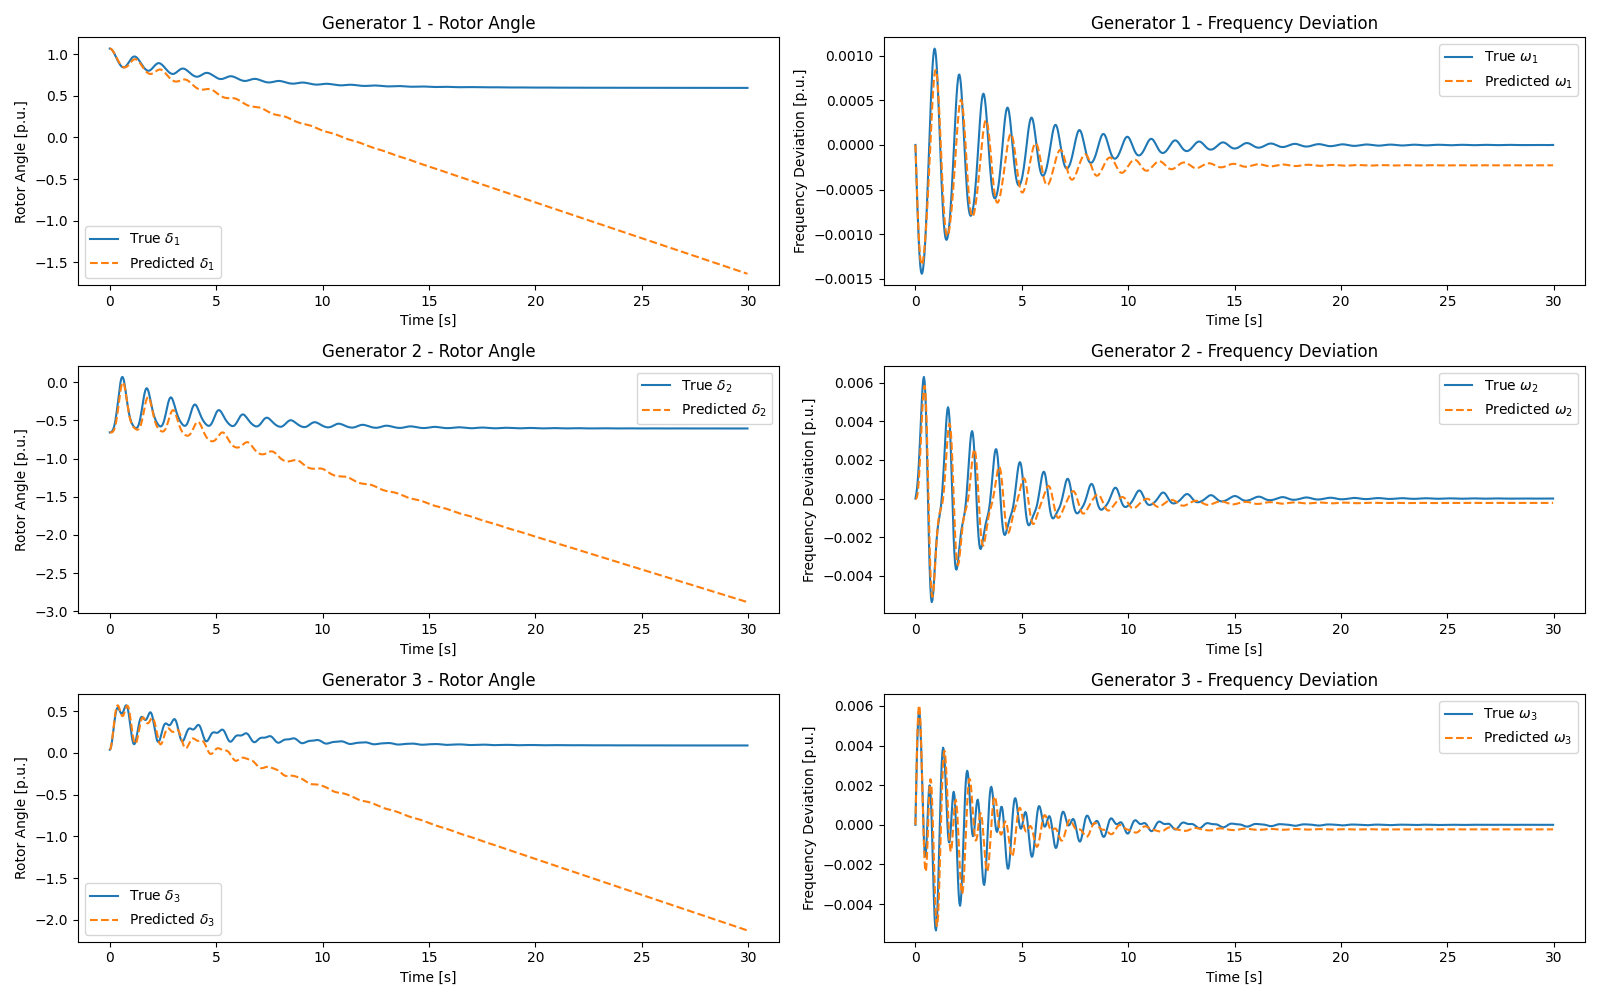 Generator 1 - Rotor Angle
Rotor Angle [p.u.]
1.0
0.5
0.0
−0.5
−1.0
−1.5
True δ1
Predicted δ1
0 5 10 15 20 25 30
Time [s]
Generator 1 - Frequency Deviation
Frequency Deviation [p.u.]
0.0010
0.0005
0.0000
−0.0005
−0.0010
−0.0015
True ω1
Predicted ω1
0 5 10 15 20 25 30
Time [s]
Generator 2 - Rotor Angle
Rotor Angle [p.u.]
0.0
−0.5
−1.0
−1.5
−2.0
−2.5
−3.0
True δ2
Predicted δ2
0 5 10 15 20 25 30
Time [s]
Generator 2 - Frequency Deviation
Frequency Deviation [p.u.]
0.006
0.004
0.002
0.000
−0.002
−0.004
True ω2
Predicted ω2
0 5 10 15 20 25 30
Time [s]
Generator 3 - Rotor Angle
Rotor Angle [p.u.]
0.5
0.0
−0.5
−1.0
−1.5
−2.0
True δ3
Predicted δ3
0 5 10 15 20 25 30
Time [s]
Generator 3 - Frequency Deviation
Frequency Deviation [p.u.]
0.006
0.004
0.002
0.000
−0.002
−0.004
True ω3
Predicted ω3
0 5 10 15 20 25 30
Time [s]